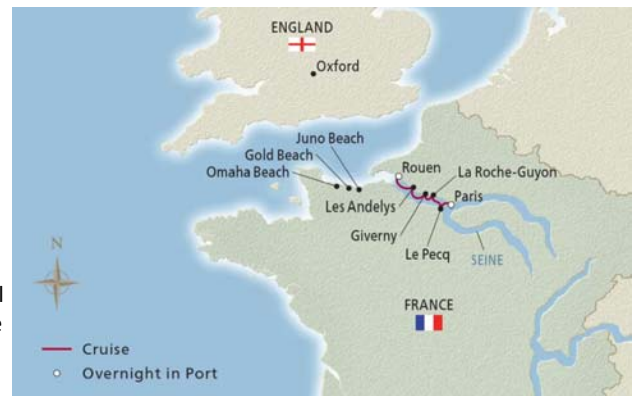 ENGLAND
Oxford
Juno Beach
Gold Beach
Omaha Beach
Rouen
La Roche-Guyon
Les Andelys
Paris
Giverny
Le Pecq
SEINE
N
FRANCE
Cruise
Overnight in Port